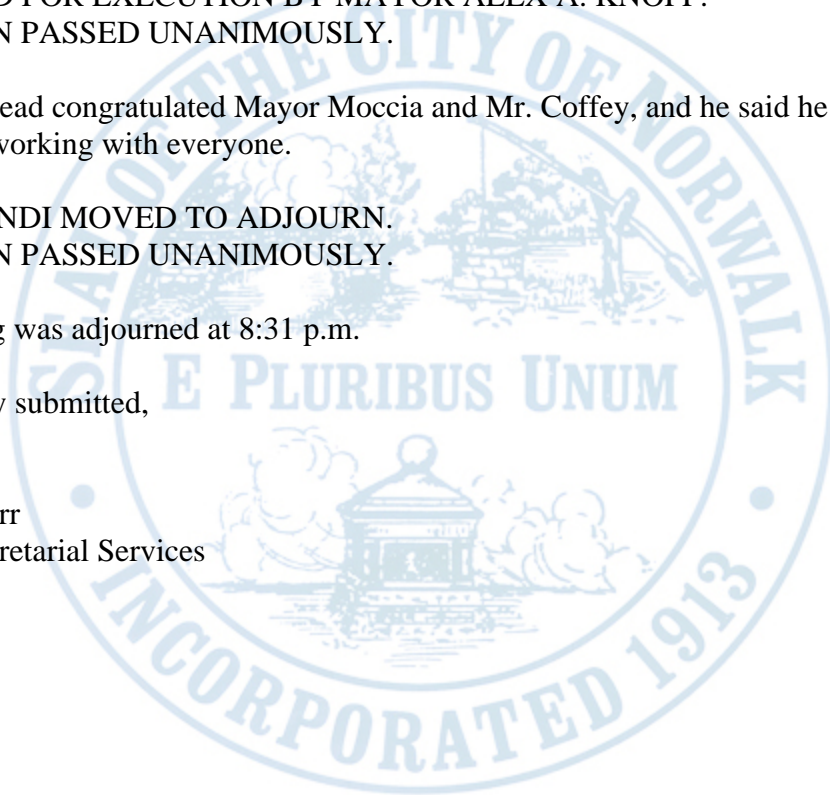 D FOR EXECUTION BY MAYOR ALEX A. KNOPP.
N PASSED UNANIMOUSLY.
ead congratulated Mayor Moccia and Mr. Coffey, and he said he
working with everyone.
NDI MOVED TO ADJOURN.
N PASSED UNANIMOUSLY.
g was adjourned at 8:31 p.m.
y submitted,
rr
retarial Services
SEAL OF THE CITY OF NORWALK
E PLURIBUS UNUM
INCORPORATED 1913